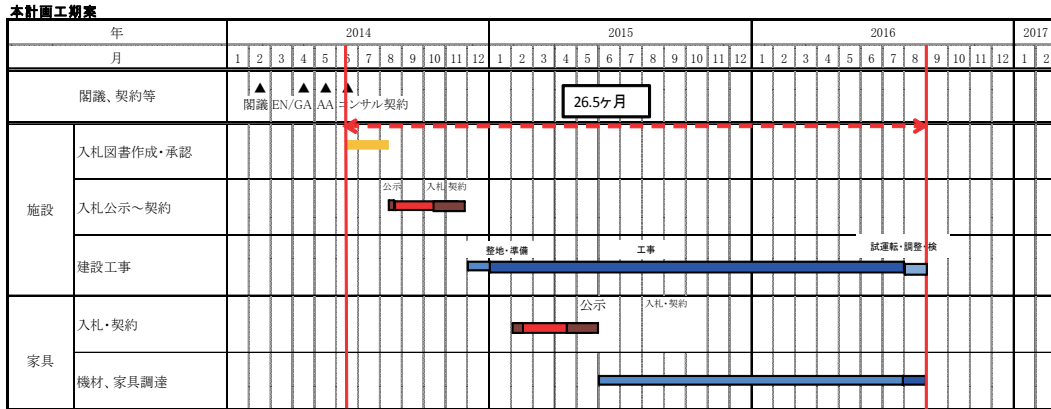 本計画工期案
年 2014 2015 2016 2017
月 1 2 3 4 5 6 7 8 9 10 11 12 1 2 3 4 5 6 7 8 9 10 11 12 1 2 3 4 5 6 7 8 9 10 11 12 1 2
閣議、契約等 ▲ ▲ ▲ ▲ 26.5ヶ月
閣議 EN/GA AA コンサル契約
入札図書作成・承認
公示 入札 契約
施設 入札公示～契約
整地・準備 工事 試運転・調整・検
建設工事
公示 入札・契約
入札・契約
家具
機材、家具調達